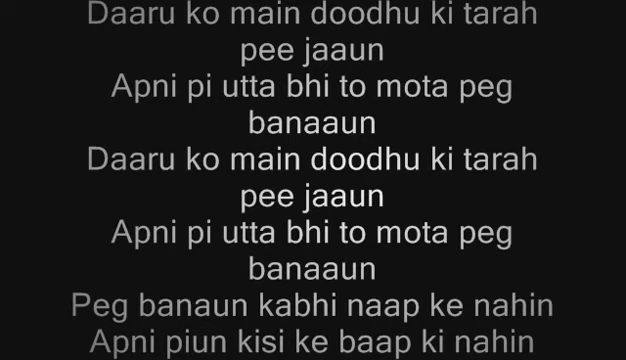 Daaru ko main doodhu ki tarah
pee jaaun
Apni pi utta bhi to mota peg
banaaun
Daaru ko main doodhu ki tarah
pee jaaun
Apni pi utta bhi to mota peg
banaaun
Peg banaun kabhi naap ke nahin
Apni piun kisi ke baap ki nahin